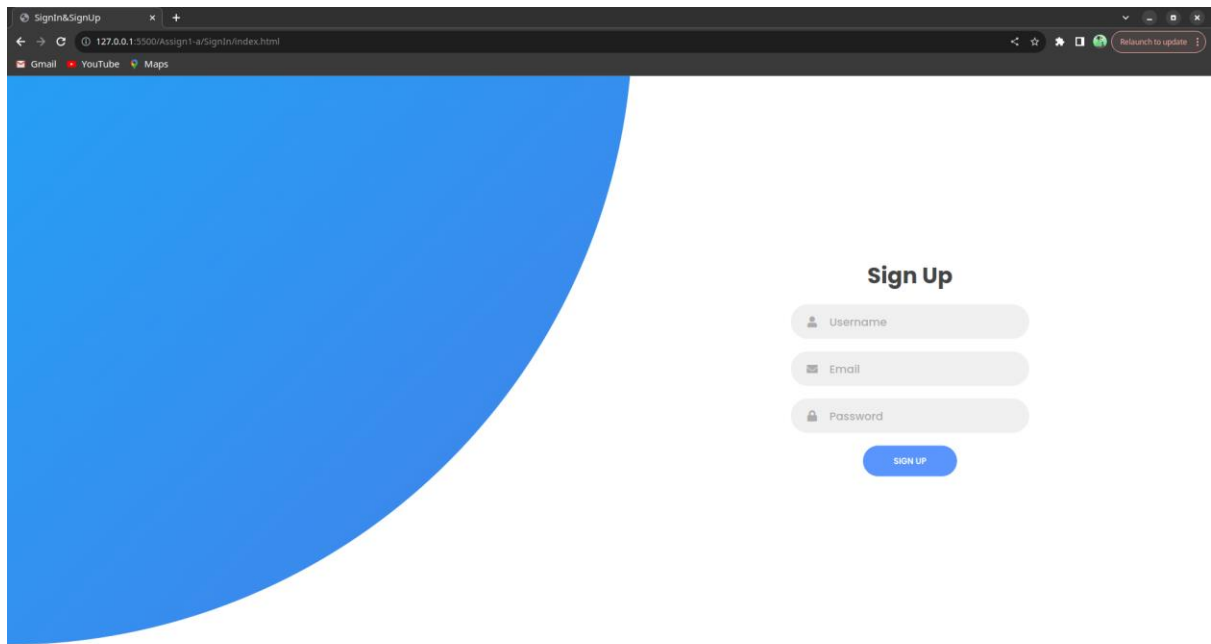 SignIn&SignUp
127.0.0.1:5500/Assign1-a/SignIn/index.html
Relaunch to update
Gmail YouTube Maps
Sign Up
Username
Email
Password
SIGN UP